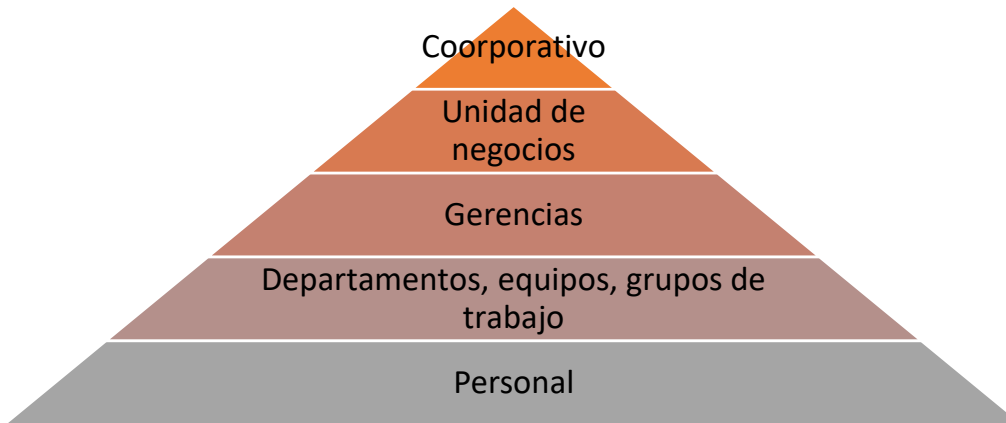 Coorporativo
Unidad de
negocios
Gerencias
Departamentos, equipos, grupos de
trabajo
Personal